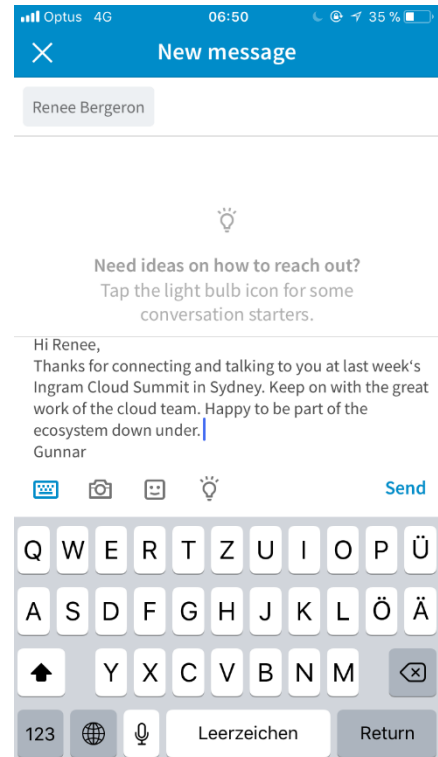 Optus 4G 06:50 35 %
New message
Renee Bergeron
Need ideas on how to reach out?
Tap the light bulb icon for some
conversation starters.
Hi Renee,
Thanks for connecting and talking to you at last week‘s
Ingram Cloud Summit in Sydney. Keep on with the great
work of the cloud team. Happy to be part of the
ecosystem down under.
Gunnar
Send
Q W E R T Z U I O P Ü
A S D F G H J K L Ö Ä
Y X C V B N M
123 Leerzeichen Return